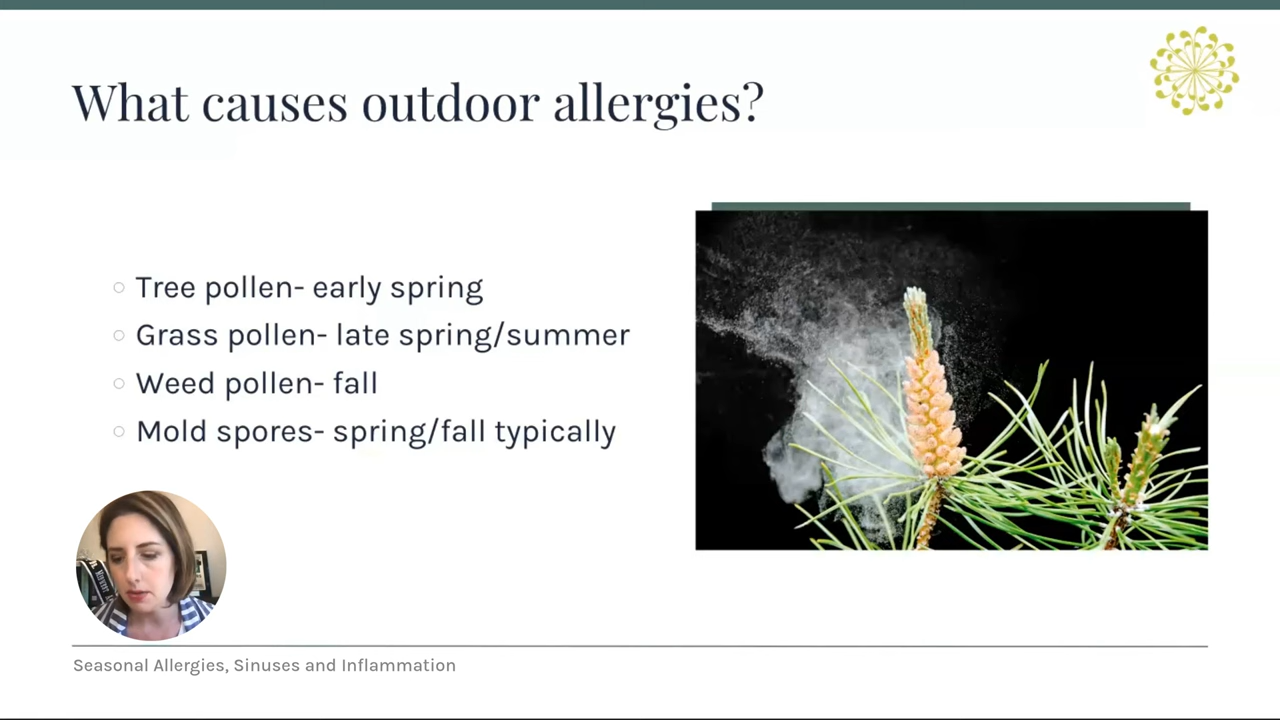 What causes outdoor allergies?
Tree pollen- early spring
Grass pollen- late spring/summer
Weed pollen- fall
Mold spores- spring/fall typically
Seasonal Allergies, Sinuses and Inflammation